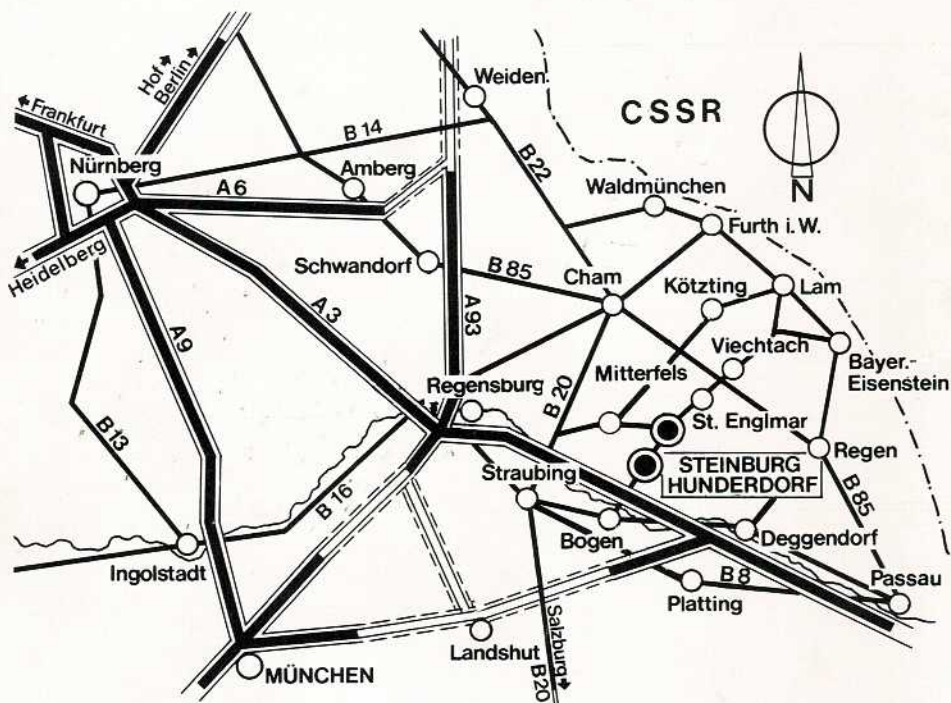 Hof
Berlin
Frankfurt
Nürnberg
Heidelberg
Weiden
CSSR
N
B 14
Amberg
A 6
B 22
Waldmünchen
Furth i. W.
Schwandorf
B 85
Cham
Kötzting
Lam
A 3
A 93
A 9
Viechtach
Bayer.-
Eisenstein
Mitterfels
Regensburg
B 20
St. Englmar
Regen
B 13
STEINBURG
HUNDERDORF
Straubing
B 16
B 85
Bogen
Deggendorf
Ingolstadt
B 8
Passau
Platting
Landshut
Salzburg
B 20
MÜNCHEN